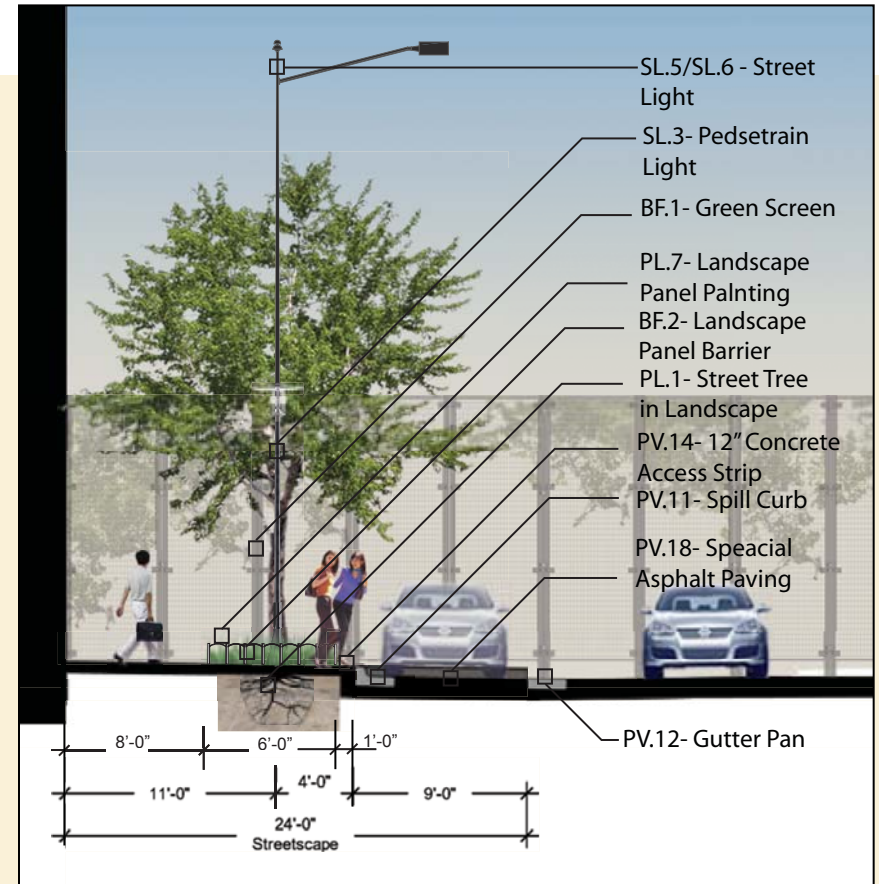 SL.5/SL.6 - Street
Light
SL.3- Pedsetrain
Light
BF.1- Green Screen
PL.7- Landscape
Panel Palnting
BF.2- Landscape
Panel Barrier
PL.1- Street Tree
in Landscape
PV.14- 12” Concrete
Access Strip
PV.11- Spill Curb
PV.18- Speacial
Asphalt Paving
PV.12- Gutter Pan
8’-0” 6’-0” 1’-0”
11'-0" 4'-0" 9'-0"
24'-0"
Streetscape